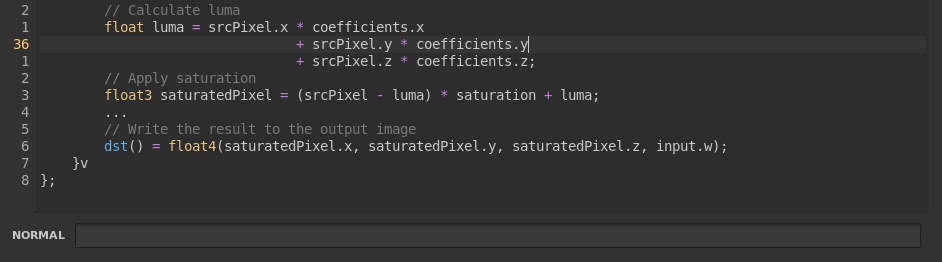 2 // Calculate luma
1 float luma = srcPixel.x * coefficients.x
36 + srcPixel.y * coefficients.y
1 + srcPixel.z * coefficients.z;
2 // Apply saturation
3 float3 saturatedPixel = (srcPixel - luma) * saturation + luma;
4 ...
5 // Write the result to the output image
6 dst() = float4(saturatedPixel.x, saturatedPixel.y, saturatedPixel.z, input.w);
7 }v
8 };
NORMAL